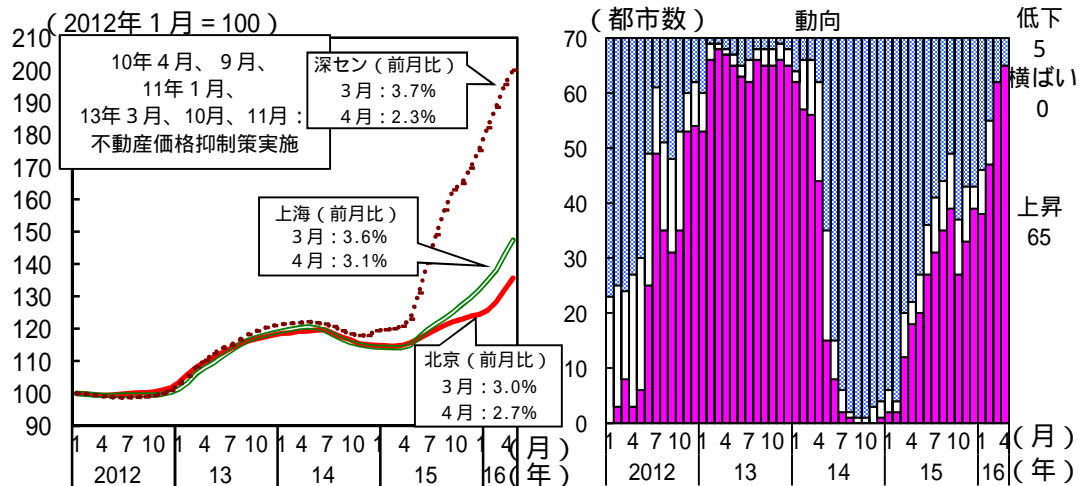 (2012年1月=100)
210
200
190
180
170
160
150
140
130
120
110
100
90
10年4月、9月、
11年1月、
13年3月、10月、11月:
不動産価格抑制策実施
深セン(前月比)
3月:3.7%
4月:2.3%
上海(前月比)
3月:3.6%
4月:3.1%
北京(前月比)
3月:3.0%
4月:2.7%
1 4 7 10 1 4 7 10 1 4 7 10 1 4 7 10 1 4 (月)
2012 13 14 15 16 (年)
(都市数) 動向
70
60
50
40
30
20
10
0
低下
5
横ばい
0
上昇
65
1 4 7 10 1 4 7 10 1 4 7 10 1 4 7 10 1 4 (月)
2012 13 14 15 16 (年)